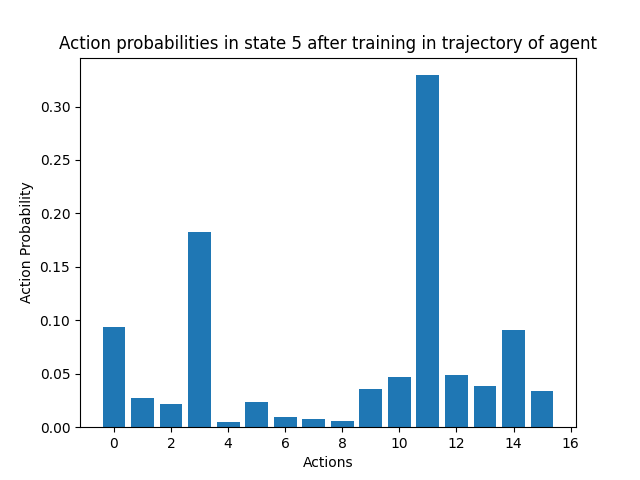 Action probabilities in state 5 after training in trajectory of agent
0.30
0.25
0.20
0.15
0.10
0.05
0.00
Action Probability
0 2 4 6 8 10 12 14 16
Actions